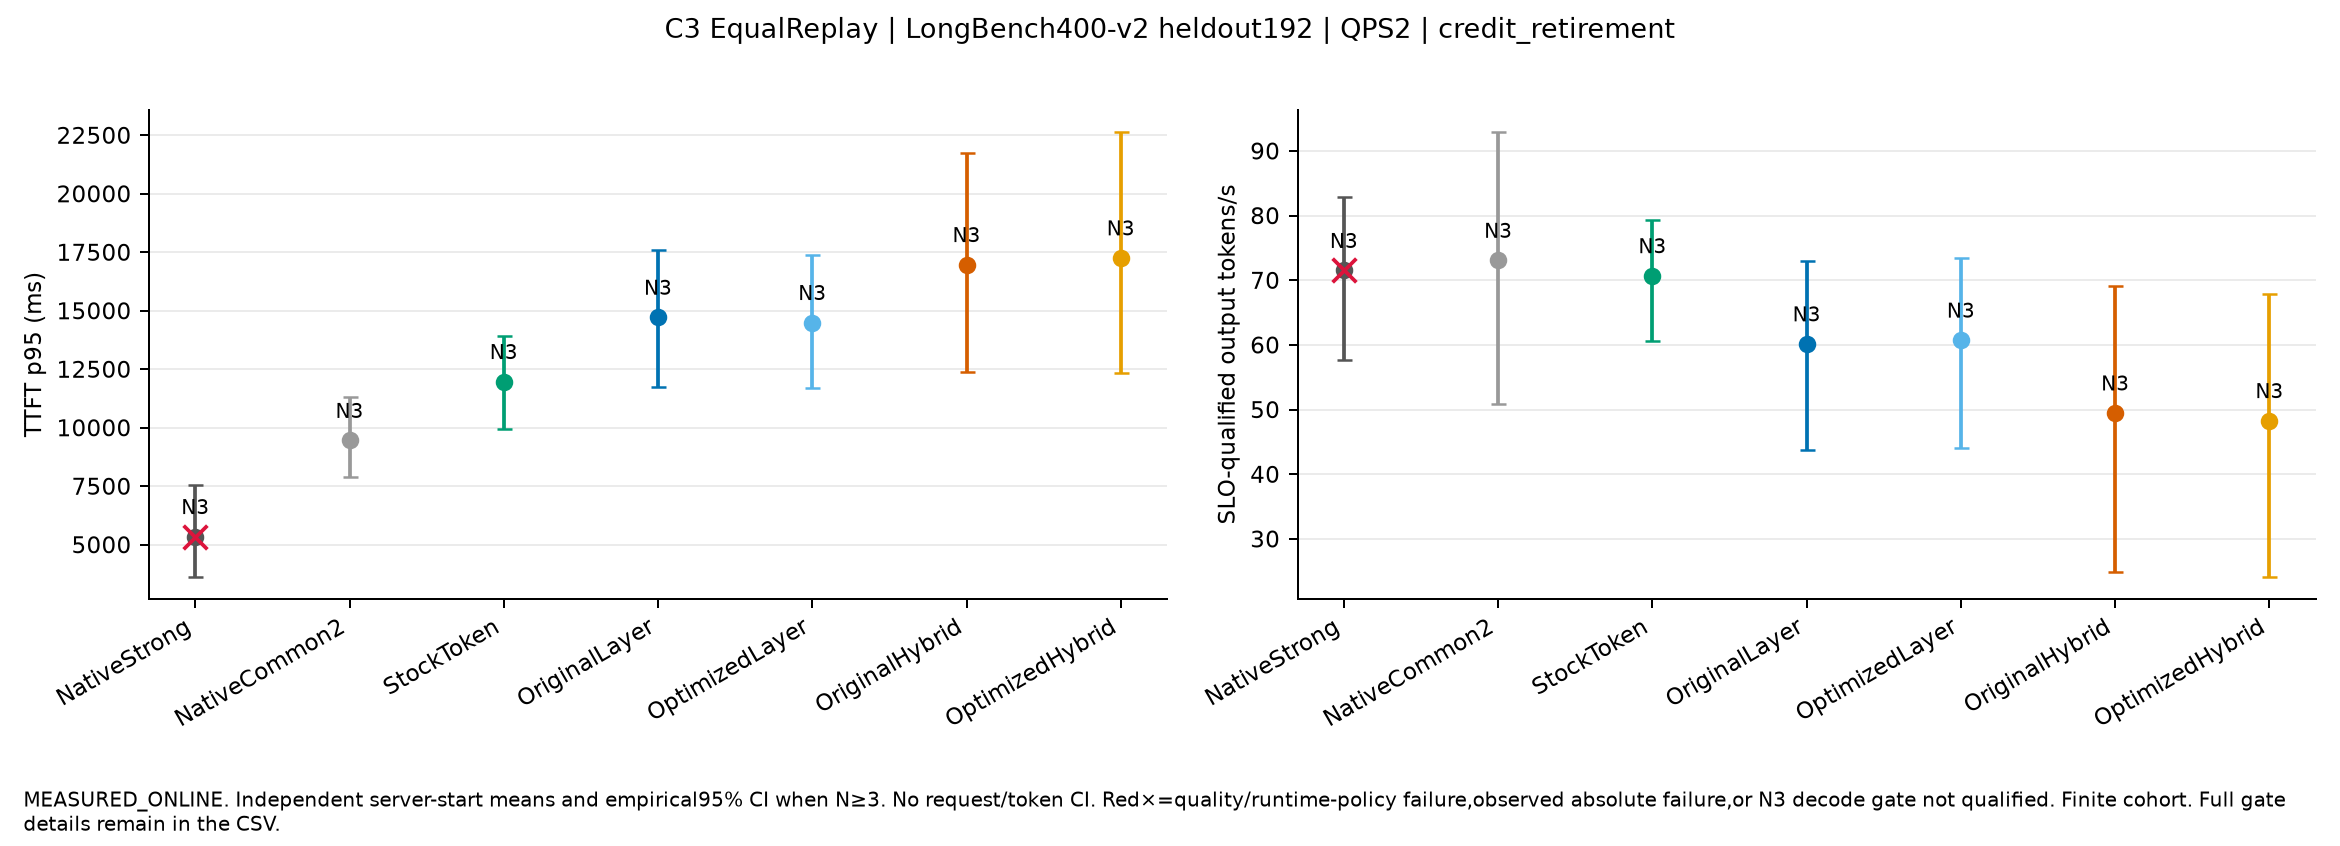 C3 EqualReplay | LongBench400-v2 heldout192 | QPS2 | credit_retirement
TTFT p95 (ms)
22500
20000
17500
15000
12500
10000
7500
5000
N3
N3
N3
N3
N3
N3
N3
NativeStrong
NativeCommon2
StockToken
OriginalLayer
OptimizedLayer
OriginalHybrid
OptimizedHybrid
SLO-qualified output tokens/s
90
80
70
60
50
40
30
N3
N3
N3
N3
N3
N3
N3
NativeStrong
NativeCommon2
StockToken
OriginalLayer
OptimizedLayer
OriginalHybrid
OptimizedHybrid
MEASURED_ONLINE. Independent server-start means and empirical95% CI when N≥3. No request/token CI. Red×=quality/runtime-policy failure,observed absolute failure,or N3 decode gate not qualified. Finite cohort. Full gate
details remain in the CSV.